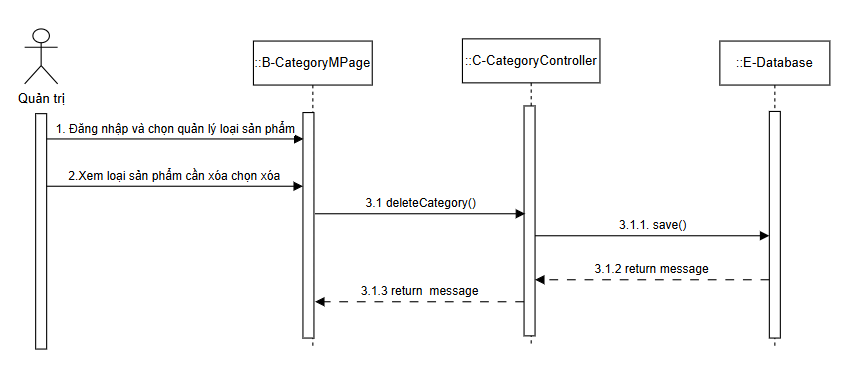 ::B-CategoryMPage
::C-CategoryController
::E-Database
Quản trị
1. Đăng nhập và chọn quản lý loại sản phẩm
2.Xem loại sản phẩm cần xóa chọn xóa
3.1 deleteCategory()
3.1.1. save()
3.1.2 return message
3.1.3 return message